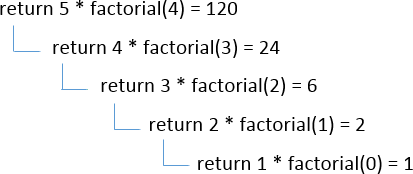 return 5 * factorial(4) = 120
return 4 * factorial(3) = 24
return 3 * factorial(2) = 6
return 2 * factorial(1) = 2
return 1 * factorial(0) = 1